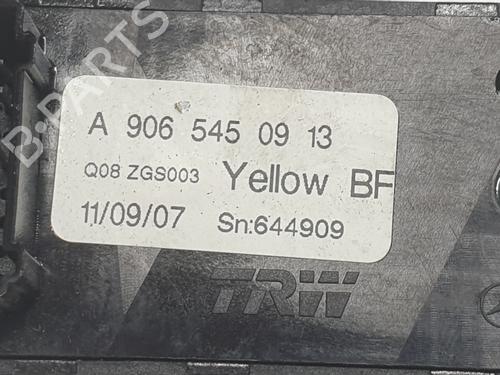 A 906 545 09 13
Q08 ZGS003 Yellow BF
11/09/07 Sn:644909
TRW
B-PARTS